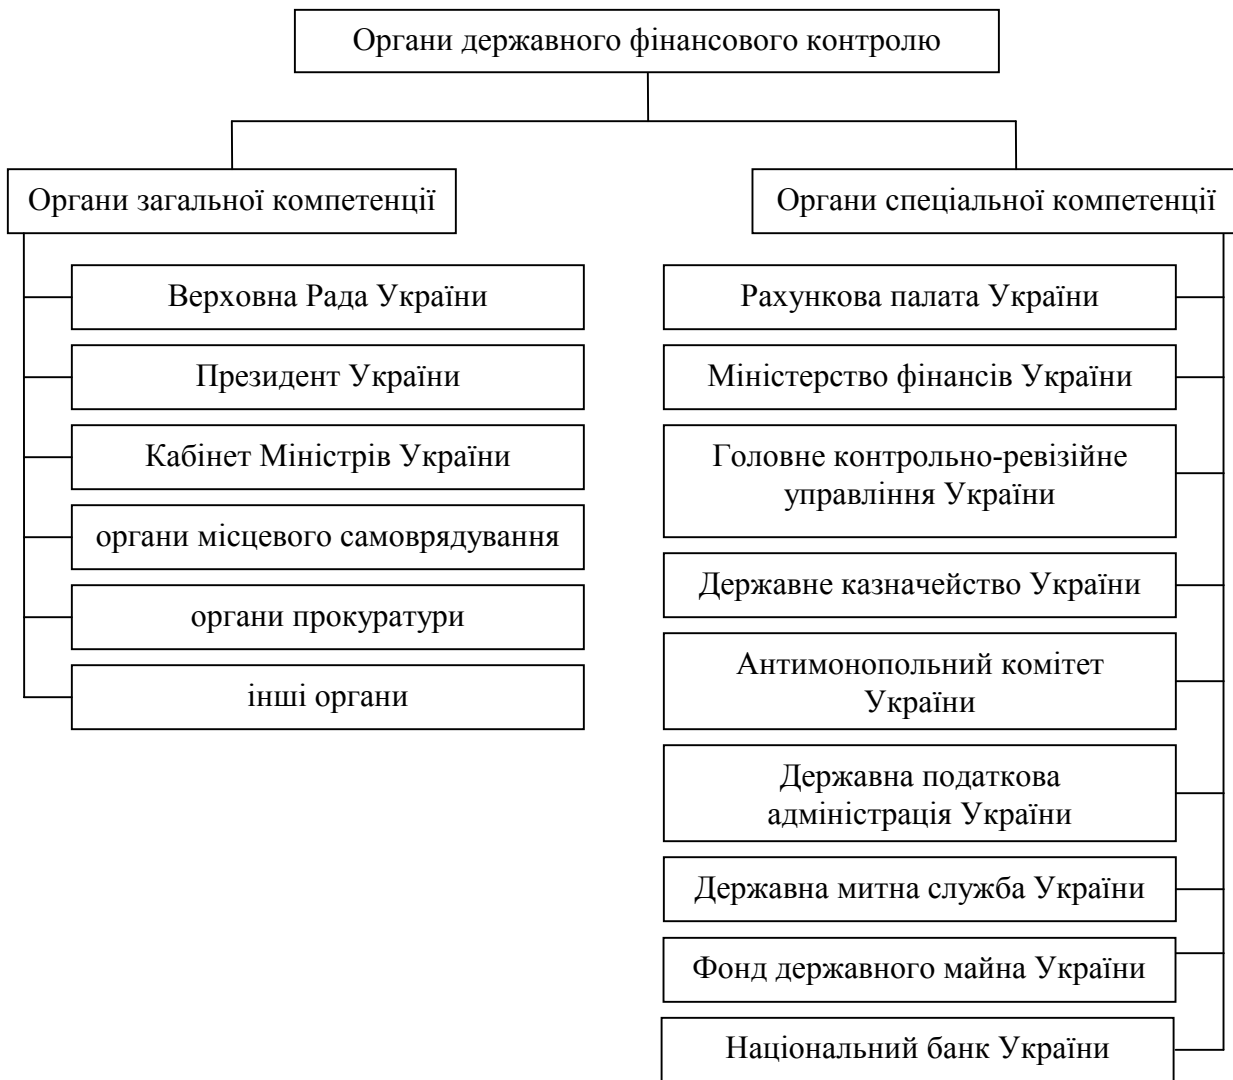 Органи державного фінансового контролю
Органи загальної компетенції
Верховна Рада України
Президент України
Кабінет Міністрів України
органи місцевого самоврядування
органи прокуратури
інші органи
Органи спеціальної компетенції
Рахункова палата України
Міністерство фінансів України
Головне контрольно-ревізійне
управління України
Державне казначейство України
Антимонопольний комітет
України
Державна податкова
адміністрація України
Державна митна служба України
Фонд державного майна України
Національний банк України